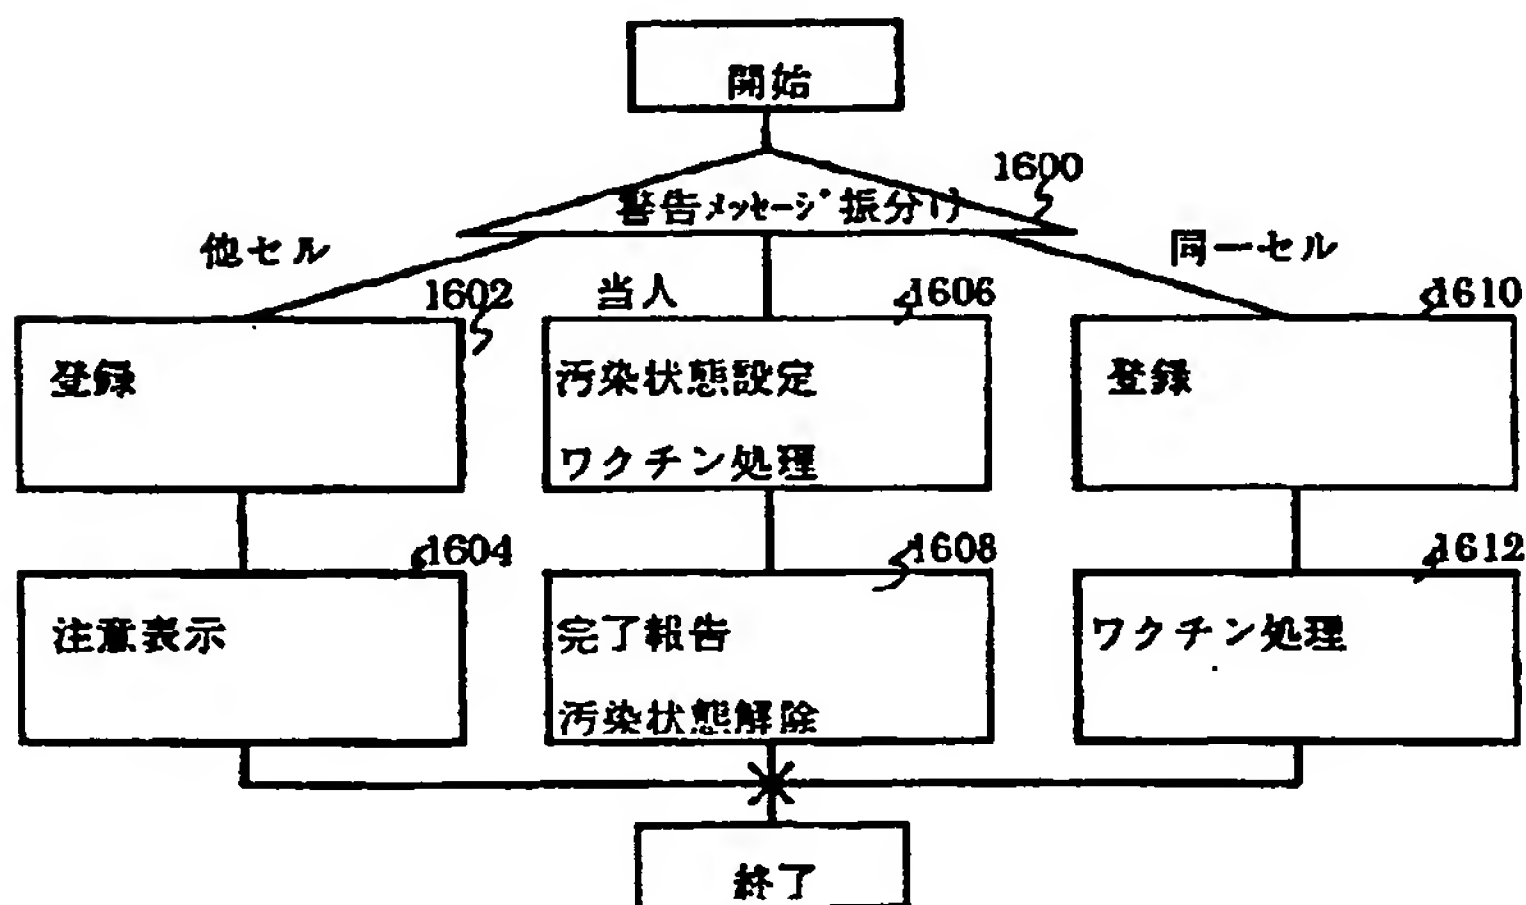 開始
1600
警告メッセージ振分け
他セル
同一セル
1602
当人
1606
1610
登録
汚染状態設定
ワクチン処理
登録
1604
1608
1612
注意表示
完了報告
汚染状態解除
ワクチン処理
終了